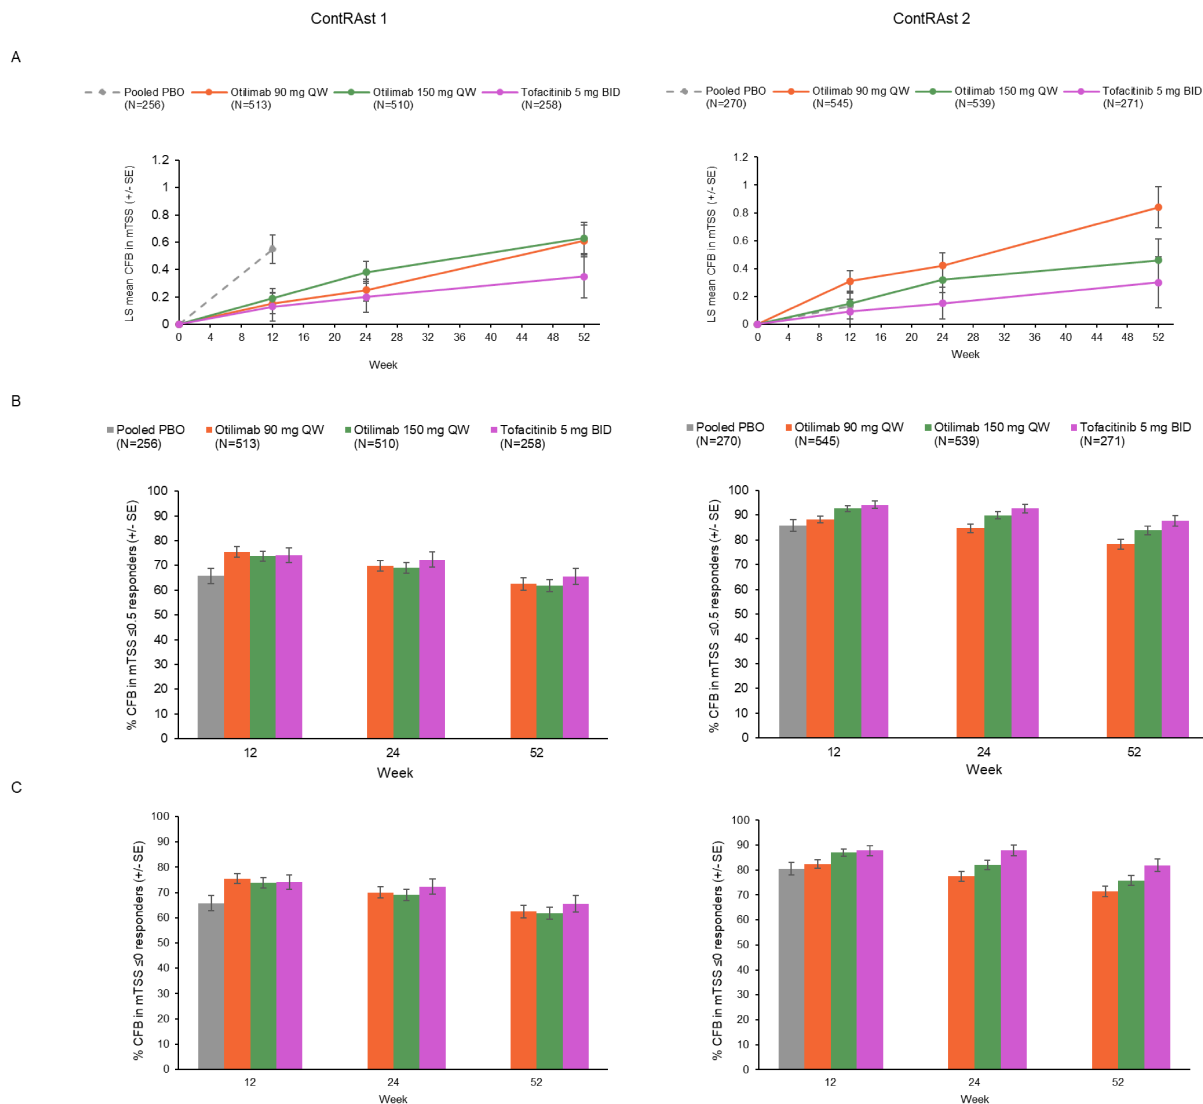 ContRAst 1
ContRAst 2
A
Pooled PBO (N=256) Otilimab 90 mg QW (N=513) Otilimab 150 mg QW (N=510) Tofacitinib 5 mg BID (N=258)
LS mean CFB in mTSS (+/- SE)
1.2
1
0.8
0.6
0.4
0.2
0
0 4 8 12 16 20 24 28 32 36 40 44 48 52
Week
Pooled PBO (N=270) Otilimab 90 mg QW (N=545) Otilimab 150 mg QW (N=539) Tofacitinib 5 mg BID (N=271)
LS mean CFB in mTSS (+/- SE)
1.2
1
0.8
0.6
0.4
0.2
0
0 4 8 12 16 20 24 28 32 36 40 44 48 52
Week
B
Pooled PBO (N=256) Otilimab 90 mg QW (N=513) Otilimab 150 mg QW (N=510) Tofacitinib 5 mg BID (N=258)
% CFB in mTSS ≤0.5 responders (+/- SE)
100
90
80
70
60
50
40
30
20
10
0
12 24 52
Week
Pooled PBO (N=270) Otilimab 90 mg QW (N=545) Otilimab 150 mg QW (N=539) Tofacitinib 5 mg BID (N=271)
% CFB in mTSS ≤0.5 responders (+/- SE)
100
90
80
70
60
50
40
30
20
10
0
12 24 52
Week
C
% CFB in mTSS ≤0 responders (+/-SE)
100
90
80
70
60
50
40
30
20
10
0
12 24 52
Week
% CFB in mTSS ≤0 responders (+/-SE)
100
90
80
70
60
50
40
30
20
10
0
12 24 52
Week